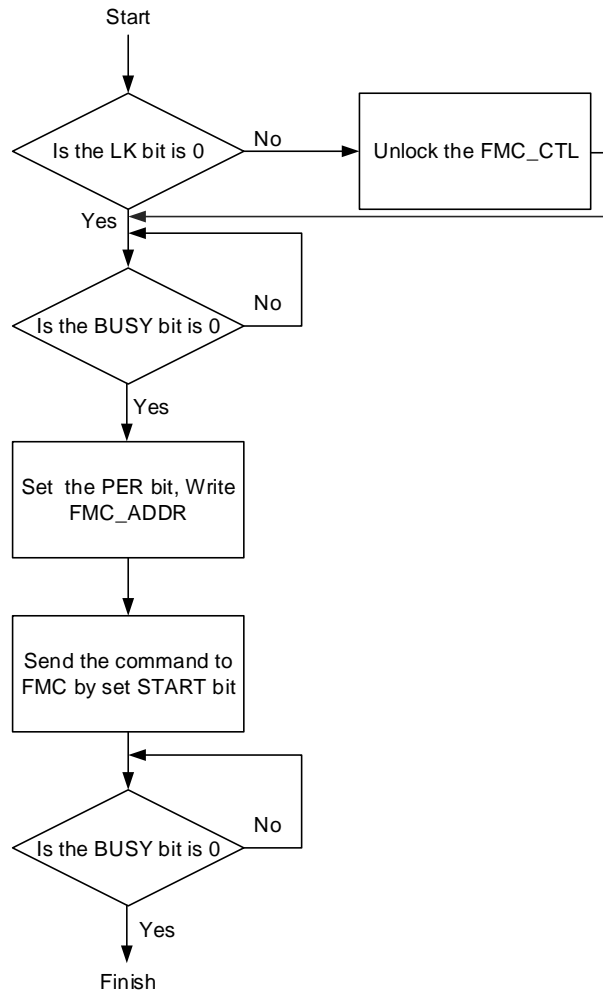 Start
Is the LK bit is 0
No
Unlock the FMC_CTL
Yes
No
Is the BUSY bit is 0
Yes
Set  the PER bit, Write
FMC_ADDR
Send the command to
FMC by set START bit
No
Is the BUSY bit is 0
Yes
Finish